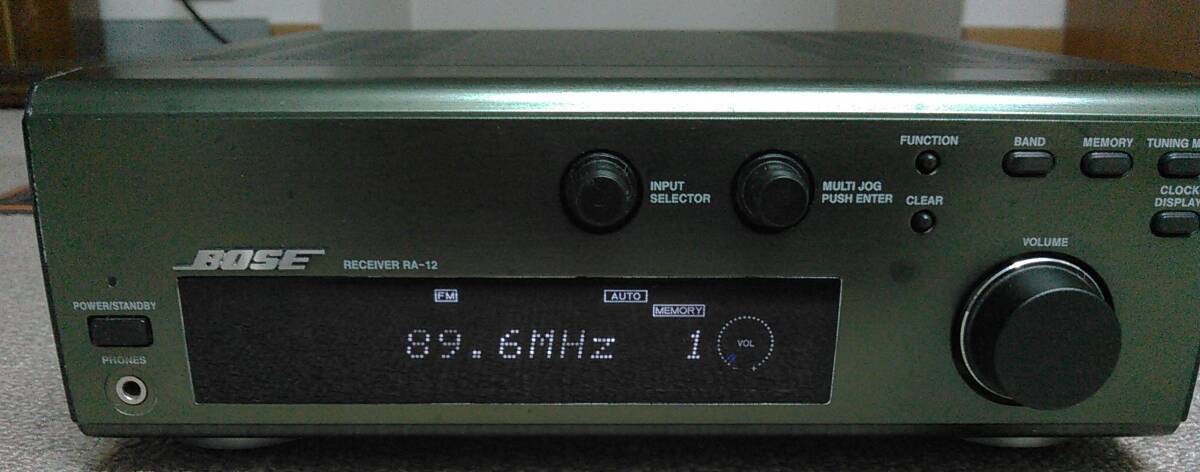 FUNCTION
BAND
MEMORY
TUNING M
INPUT
SELECTOR
MULTI JOG
PUSH ENTER
CLEAR
CLOCK
DISPLAY
VOLUME
BOSE
RECEIVER RA-12
POWER/STANDBY
PHONES
FM
AUTO
MEMORY
89.6MHz 1
VOL